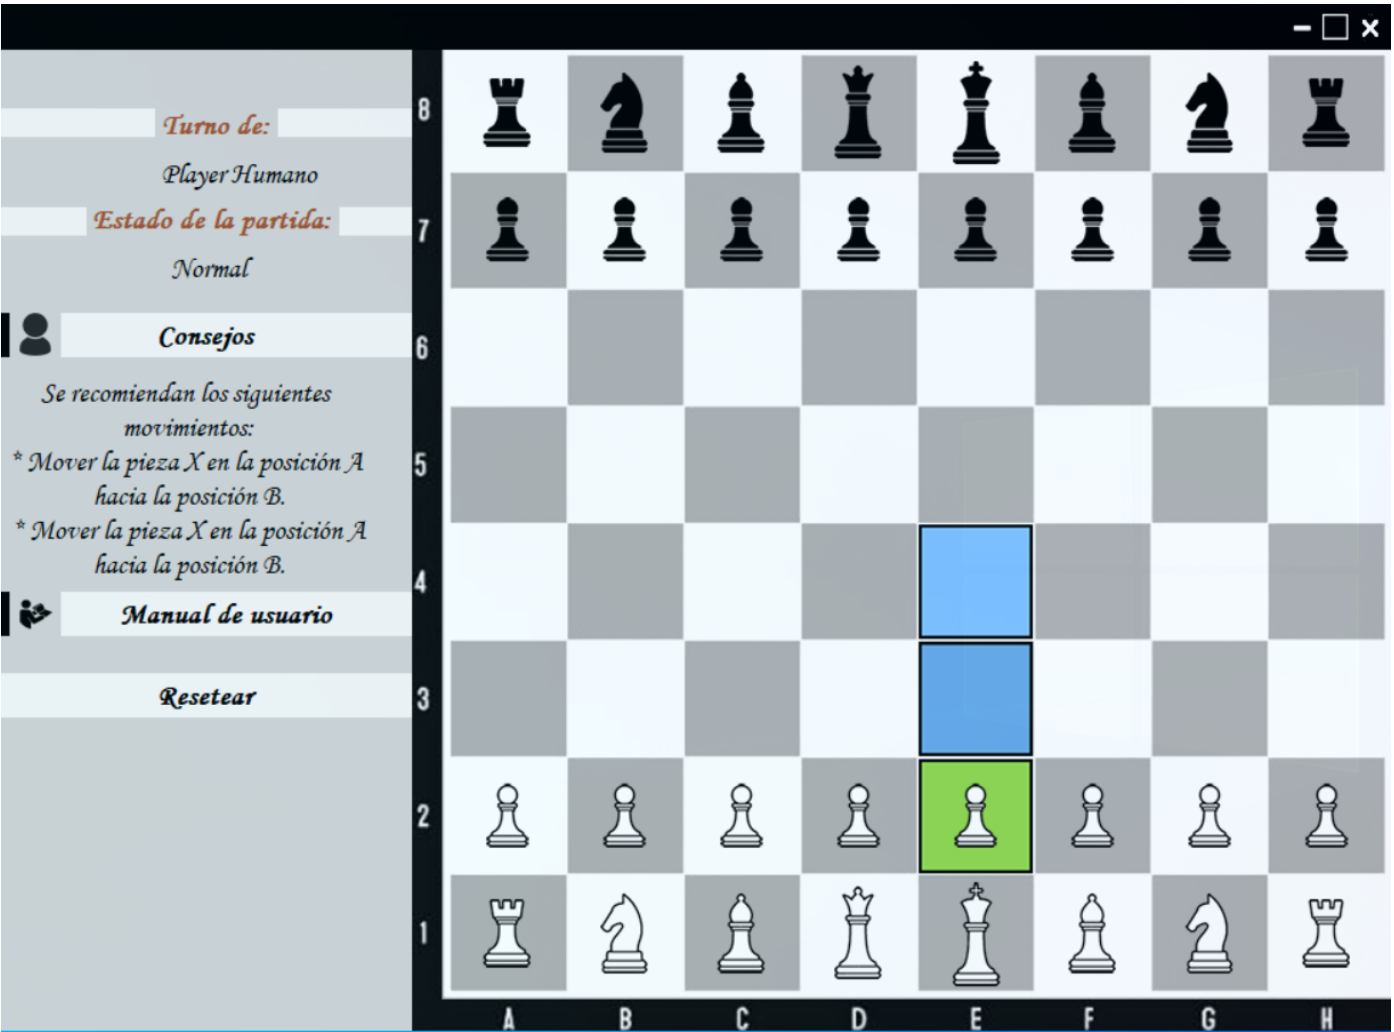 Turno de:
Player Humano
Estado de la partida:
Normal
Consejos
Se recomiendan los siguientes
movimientos:
* Mover la pieza X en la posición A
hacia la posición B.
* Mover la pieza X en la posición A
hacia la posición B.
Manual de usuario
Resetear
8
7
6
5
4
3
2
1
A B C D E F G H